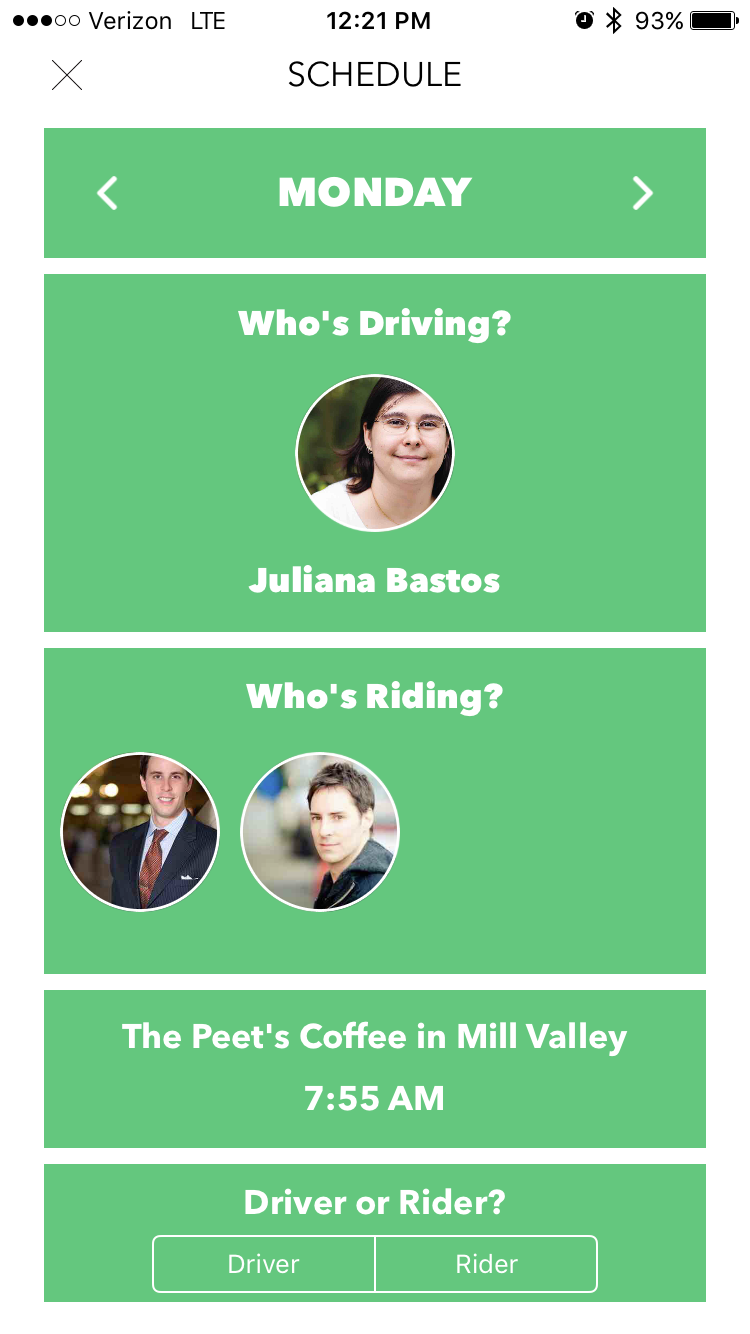 Verizon LTE 12:21 PM 93%
SCHEDULE
MONDAY
Who's Driving?
Juliana Bastos
Who's Riding?
The Peet's Coffee in Mill Valley
7:55 AM
Driver or Rider?
Driver Rider